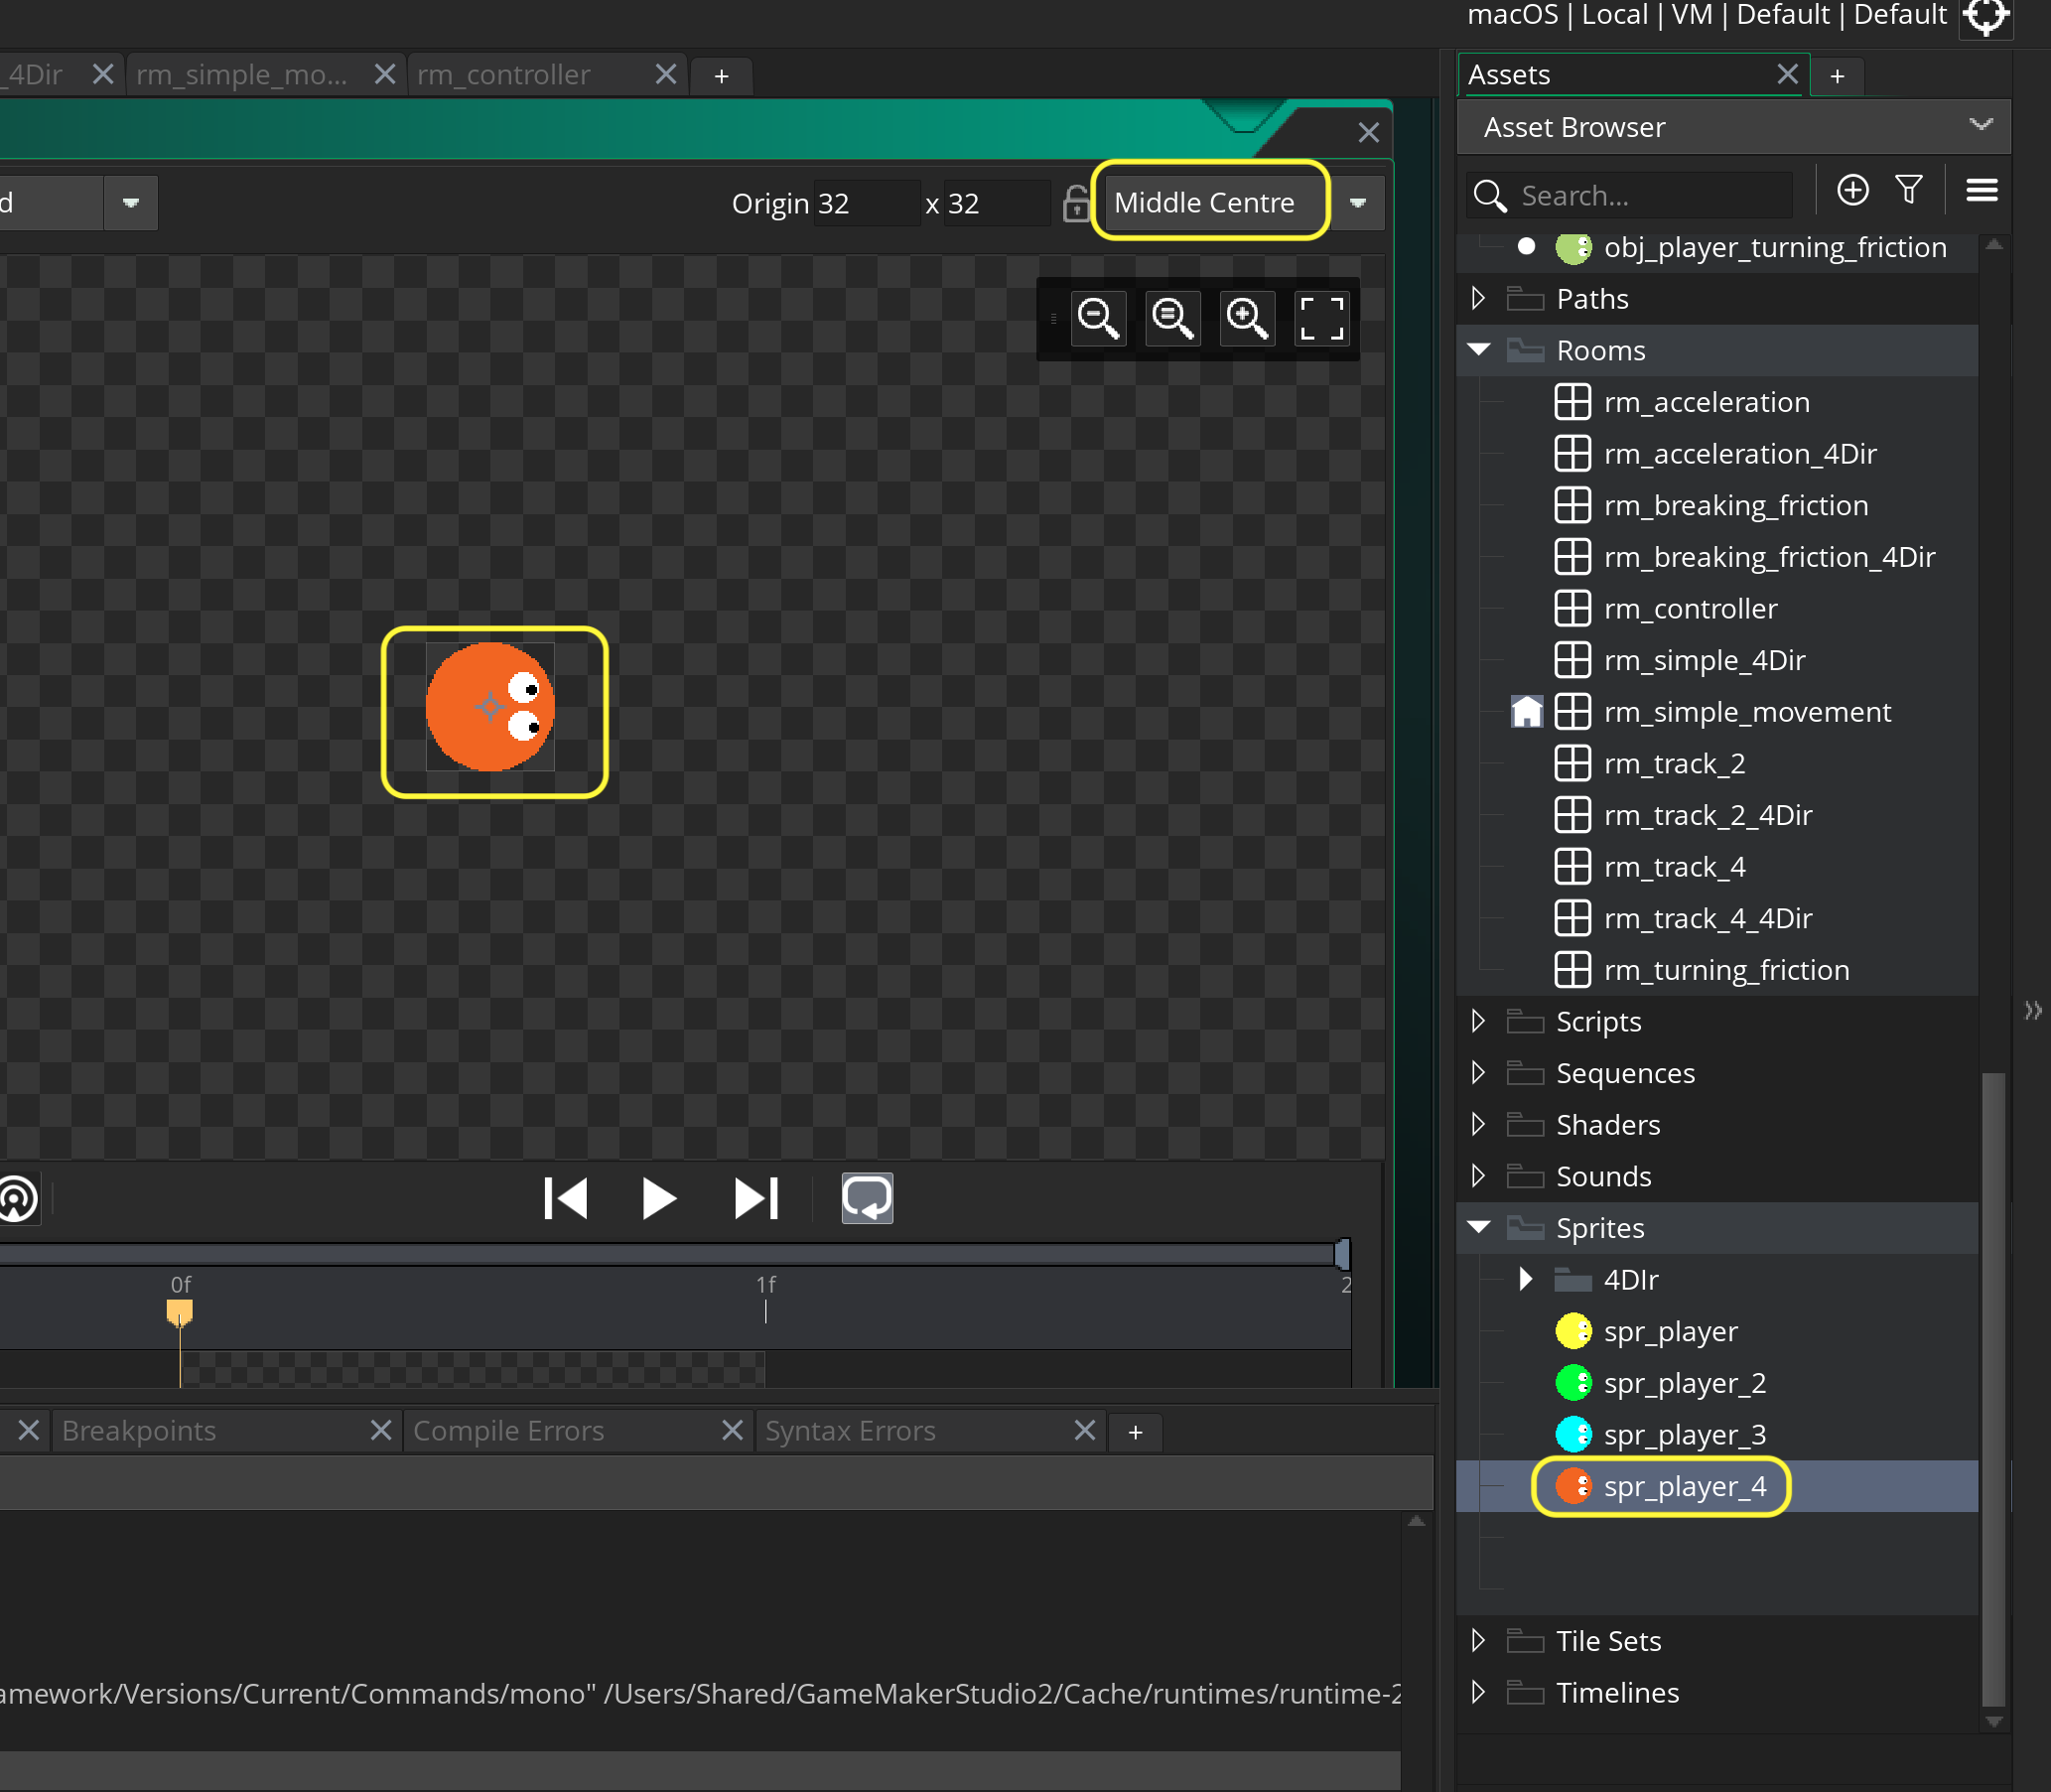 macOS | Local | VM | Default | Default
_4Dir
rm_simple_mo...
rm_controller
+
Assets
+
Asset Browser
d
Origin 32 x 32
Middle Centre
Search...
obj_player_turning_friction
Paths
Rooms
rm_acceleration
rm_acceleration_4Dir
rm_breaking_friction
rm_breaking_friction_4Dir
rm_controller
rm_simple_4Dir
rm_simple_movement
rm_track_2
rm_track_2_4Dir
rm_track_4
rm_track_4_4Dir
rm_turning_friction
Scripts
Sequences
Shaders
Sounds
Sprites
4DIr
spr_player
spr_player_2
spr_player_3
spr_player_4
Tile Sets
Timelines
0f
1f
2
Breakpoints
Compile Errors
Syntax Errors
+
amework/Versions/Current/Commands/mono" /Users/Shared/GameMakerStudio2/Cache/runtimes/runtime-2